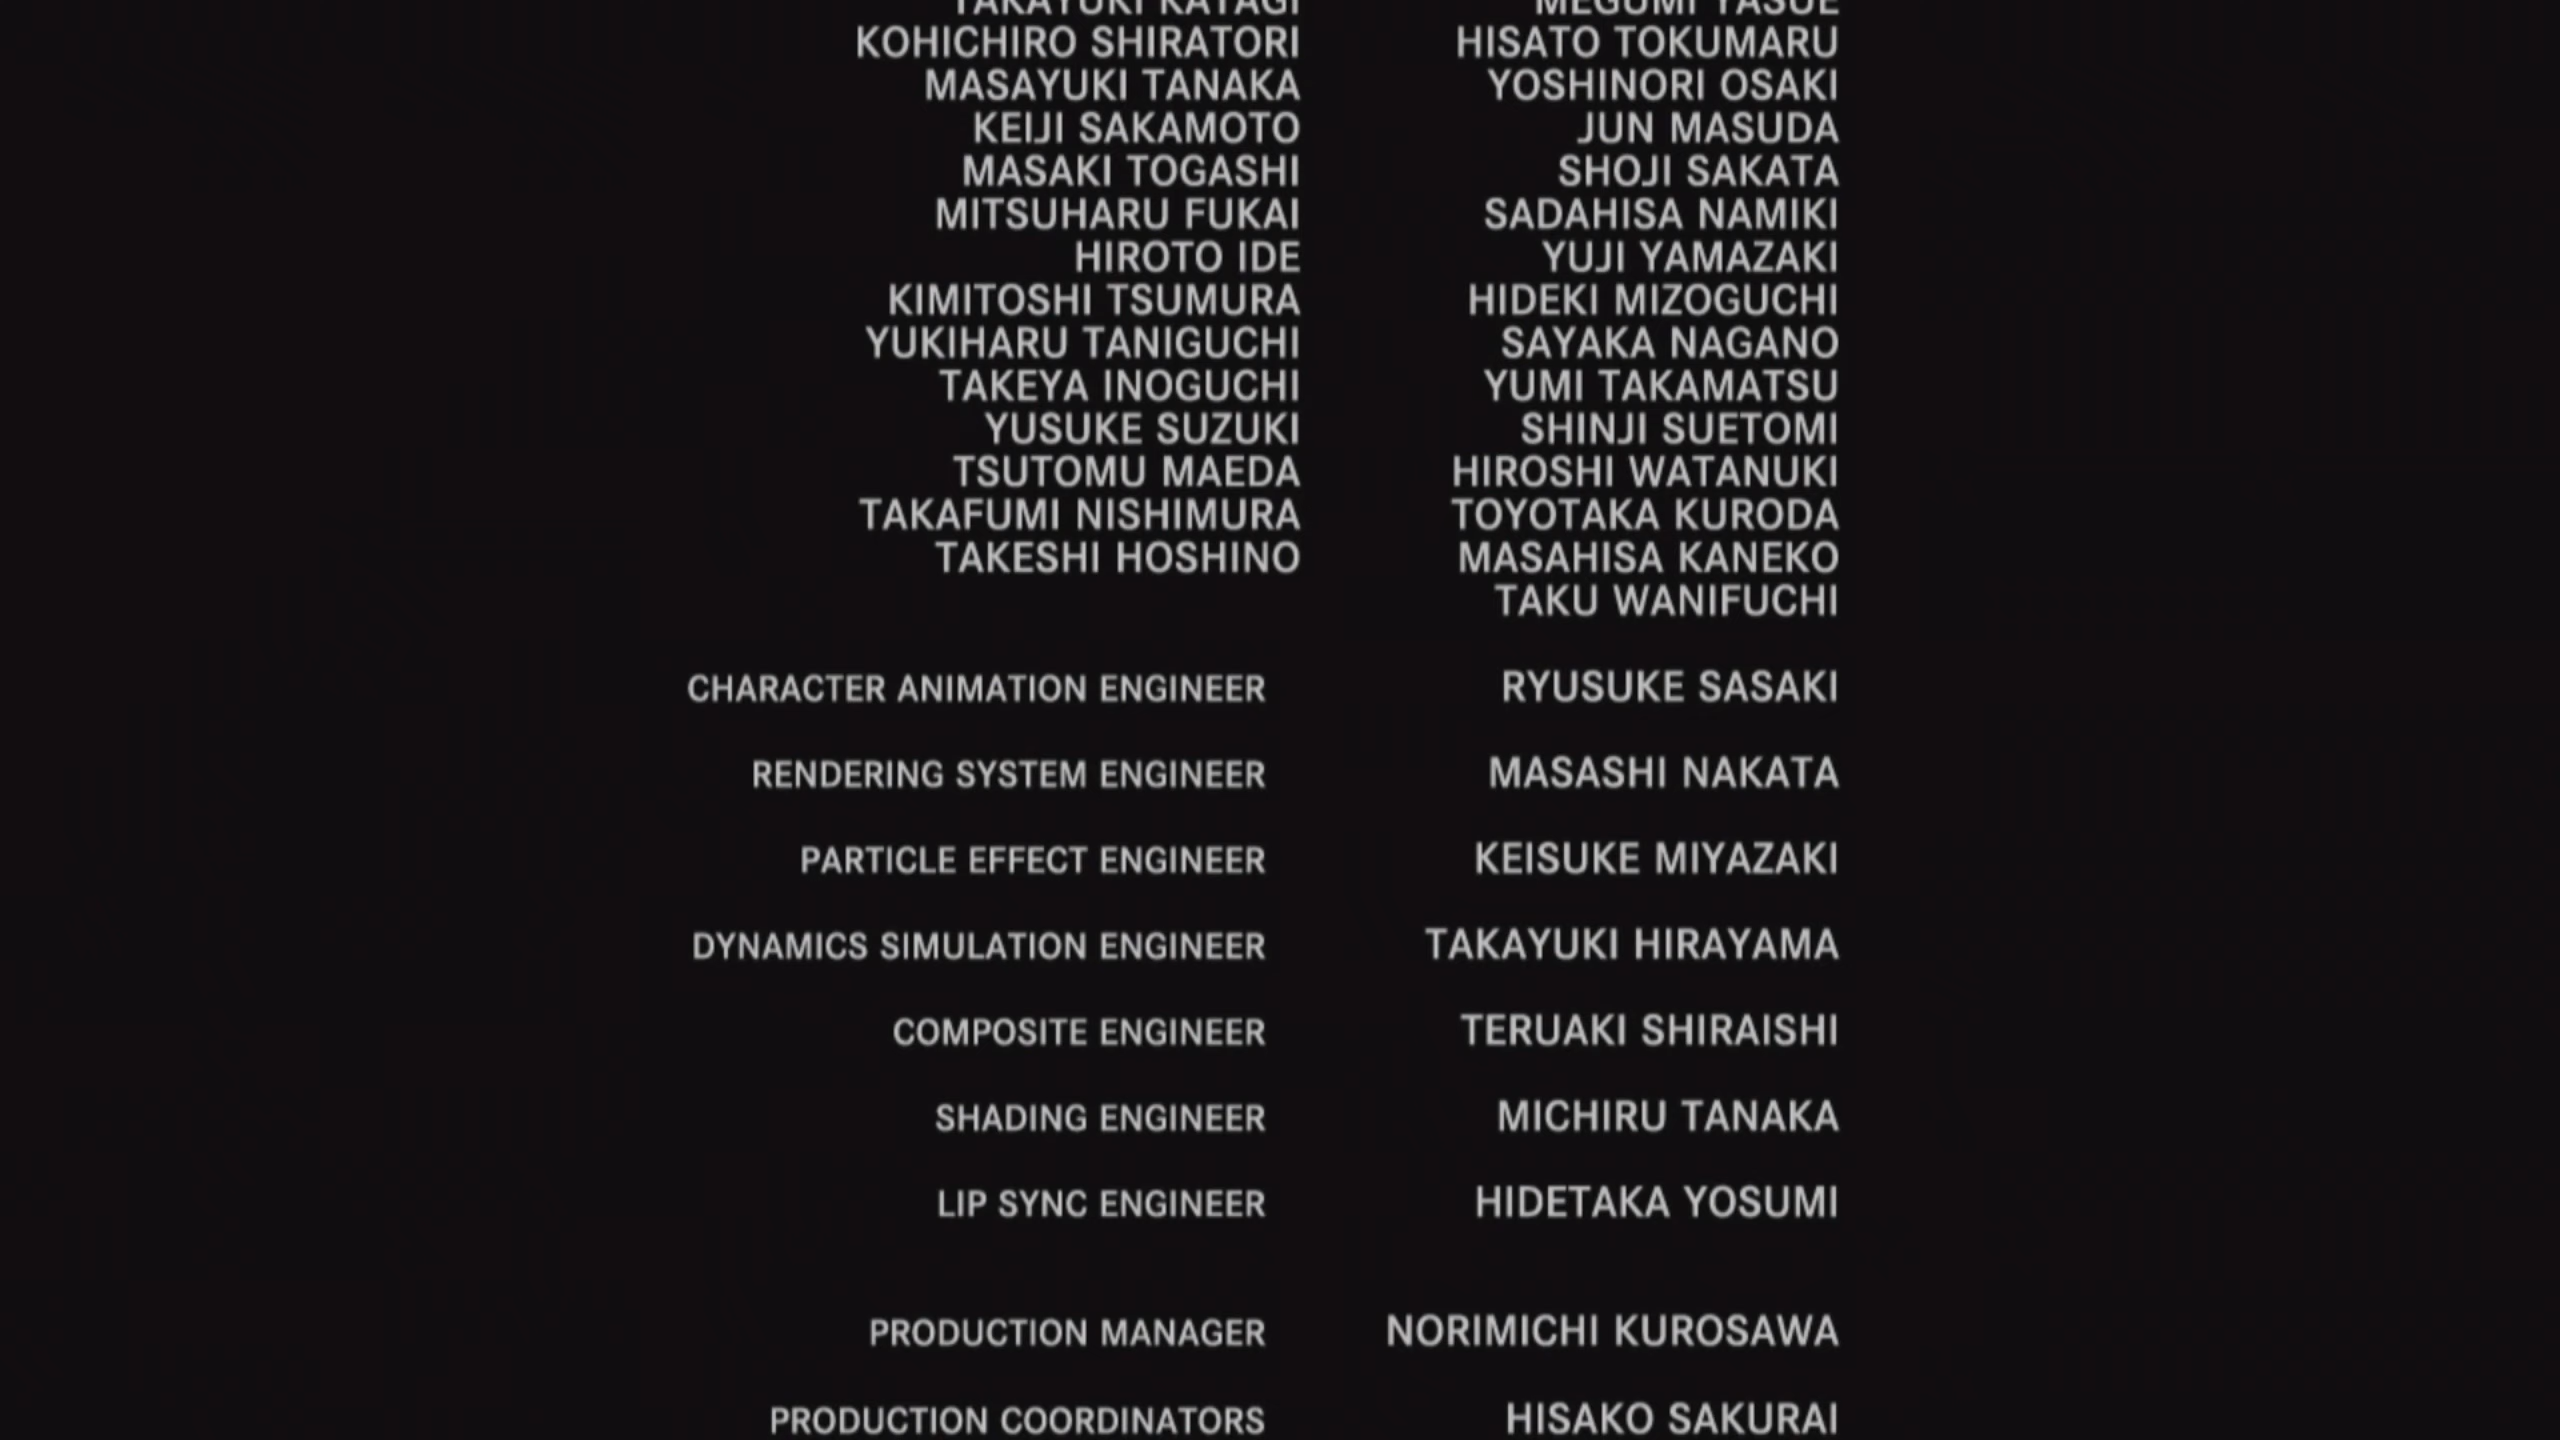 TAKAYUKI KATAGI MEGUMI YASUE
KOHICHIRO SHIRATORI HISATO TOKUMARU
MASAYUKI TANAKA YOSHINORI OSAKI
KEIJI SAKAMOTO JUN MASUDA
MASAKI TOGASHI SHOJI SAKATA
MITSUHARU FUKAI SADAHISA NAMIKI
HIROTO IDE YUJI YAMAZAKI
KIMITOSHI TSUMURA HIDEKI MIZOGUCHI
YUKIHARU TANIGUCHI SAYAKA NAGANO
TAKEYA INOGUCHI YUMI TAKAMATSU
YUSUKE SUZUKI SHINJI SUETOMI
TSUTOMU MAEDA HIROSHI WATANUKI
TAKAFUMI NISHIMURA TOYOTAKA KURODA
TAKESHI HOSHINO MASAHISA KANEKO
TAKU WANIFUCHI
CHARACTER ANIMATION ENGINEER RYUSUKE SASAKI
RENDERING SYSTEM ENGINEER MASASHI NAKATA
PARTICLE EFFECT ENGINEER KEISUKE MIYAZAKI
DYNAMICS SIMULATION ENGINEER TAKAYUKI HIRAYAMA
COMPOSITE ENGINEER TERUAKI SHIRAISHI
SHADING ENGINEER MICHIRU TANAKA
LIP SYNC ENGINEER HIDETAKA YOSUMI
PRODUCTION MANAGER NORIMICHI KUROSAWA
PRODUCTION COORDINATORS HISAKO SAKURAI